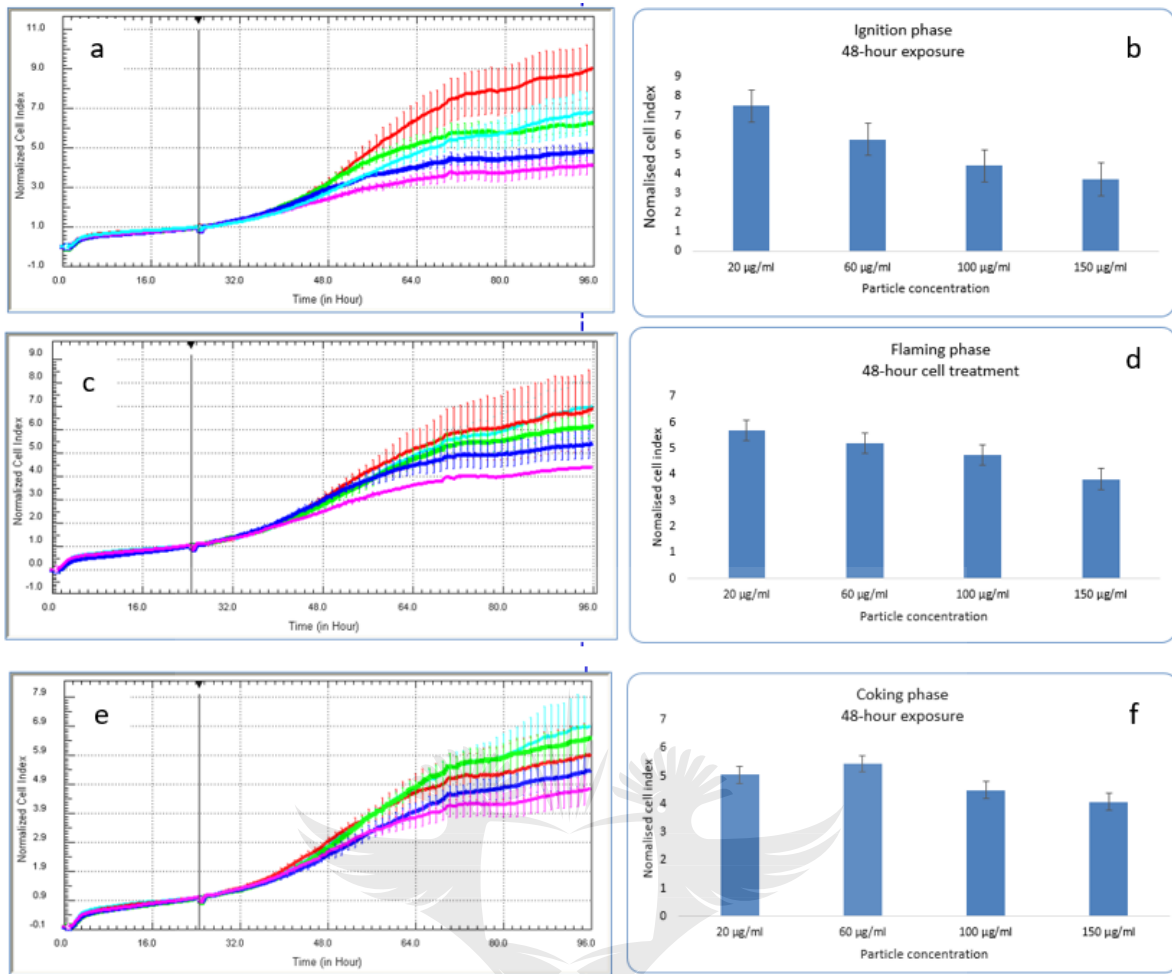 a
11.0
9.0
7.0
5.0
3.0
1.0
-1.0
Normalized Cell Index
0.0 16.0 32.0 48.0 64.0 80.0 96.0
Time (in Hour)
b
Ignition phase
48-hour exposure
9
8
7
6
5
4
3
2
1
0
Nomalised cell index
20 µg/ml 60 µg/ml 100 µg/ml 150 µg/ml
Particle concentration
c
9.0
8.0
7.0
6.0
5.0
4.0
3.0
2.0
1.0
0.0
-1.0
Normalized Cell Index
0.0 16.0 32.0 48.0 64.0 80.0 96.0
Time (in Hour)
d
Flaming phase
48-hour cell treatment
7
6
5
4
3
2
1
0
Normalised cell index
20 µg/ml 60 µg/ml 100 µg/ml 150 µg/ml
Particle concentration
e
7.9
6.9
5.9
4.9
3.9
2.9
1.9
0.9
-0.1
Normalized Cell Index
0.0 16.0 32.0 48.0 64.0 80.0 96.0
Time (in Hour)
f
Coking phase
48-hour exposure
7
6
5
4
3
2
1
0
Normalised cell index
20 µg/ml 60 µg/ml 100 µg/ml 150 µg/ml
Particle concentration